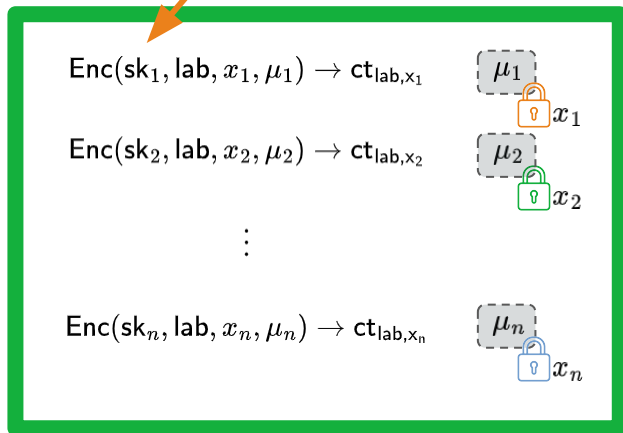 Enc(sk₁, lab, x₁, μ₁) → ct_lab,x₁ μ₁
x₁
Enc(sk₂, lab, x₂, μ₂) → ct_lab,x₂ μ₂
x₂
⋮
Enc(skₙ, lab, xₙ, μₙ) → ct_lab,xₙ μₙ
xₙ